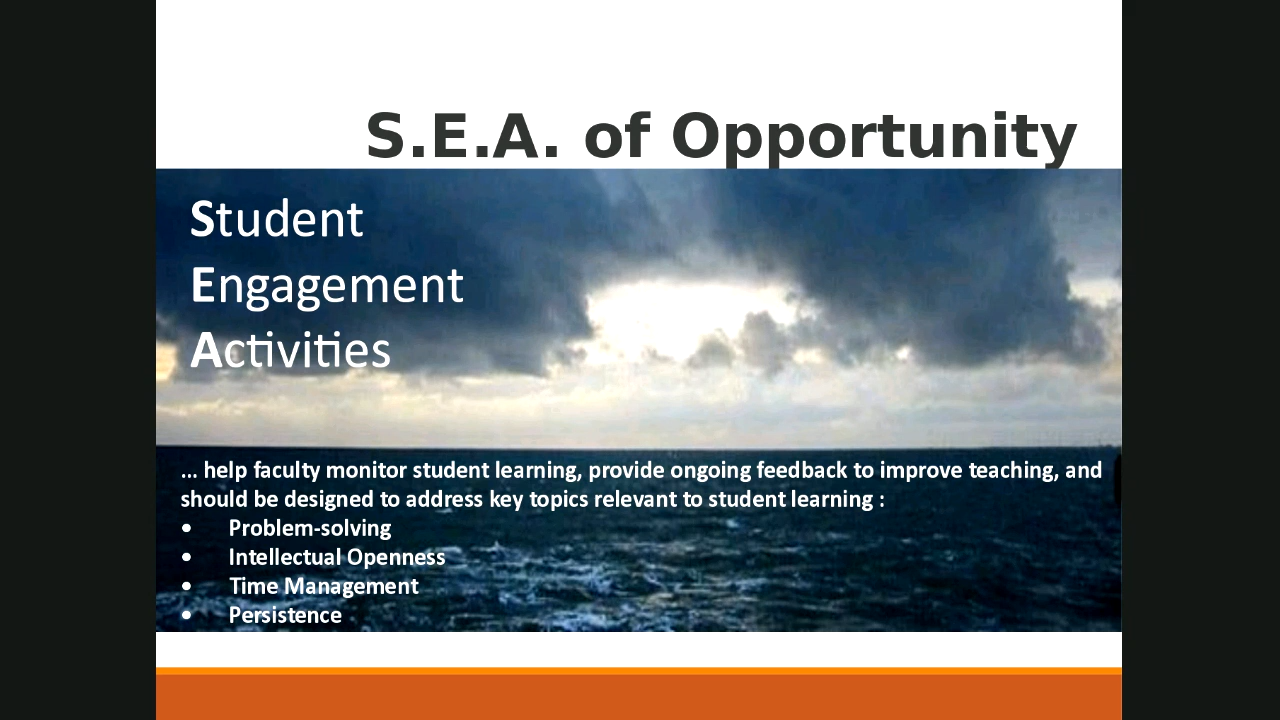 S.E.A. of Opportunity
Student
Engagement
Activities
... help faculty monitor student learning, provide ongoing feedback to improve teaching, and
should be designed to address key topics relevant to student learning :
• Problem-solving
• Intellectual Openness
• Time Management
• Persistence